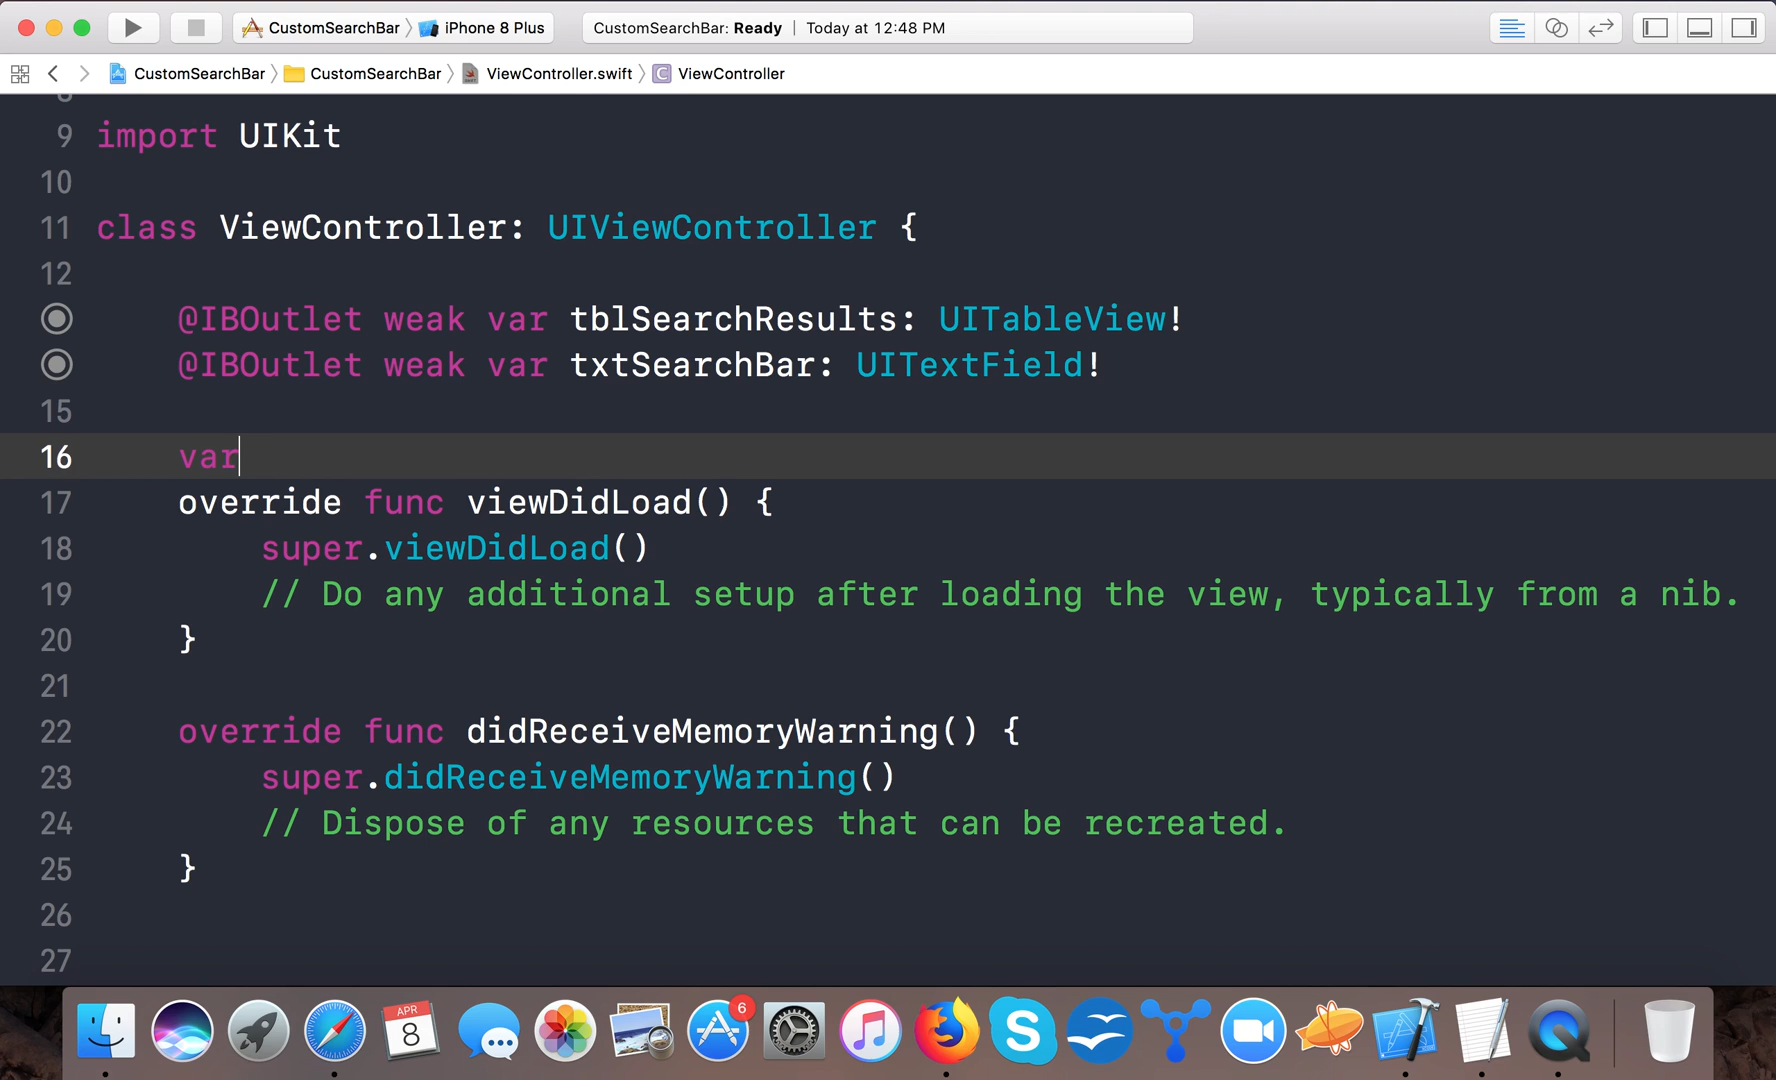 CustomSearchBar iPhone 8 Plus CustomSearchBar: Ready Today at 12:48 PM
CustomSearchBar CustomSearchBar ViewController.swift C ViewController
9 import UIKit
10
11 class ViewController: UIViewController {
12
@IBOutlet weak var tblSearchResults: UITableView!
@IBOutlet weak var txtSearchBar: UITextField!
15
16 var
17 override func viewDidLoad() {
18 super.viewDidLoad()
19 // Do any additional setup after loading the view, typically from a nib.
20 }
21
22 override func didReceiveMemoryWarning() {
23 super.didReceiveMemoryWarning()
24 // Dispose of any resources that can be recreated.
25 }
26
27
APR
8
6
S